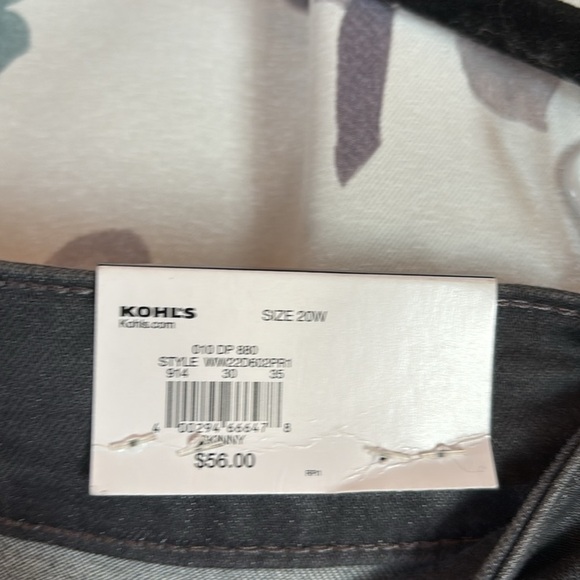 KOHL'S SIZE 20W
Kohls.com
010 DP 880
STYLE WW22D602PR1
914 30 35
4 00294 66647 8
SKINNY
$56.00